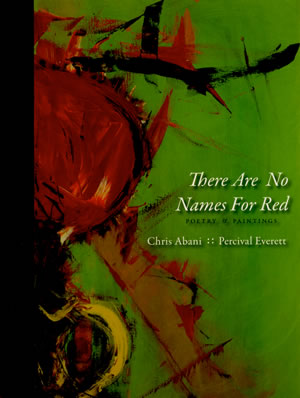 There Are No
Names For Red
POETRY & PAINTINGS
Chris Abani :: Percival Everett